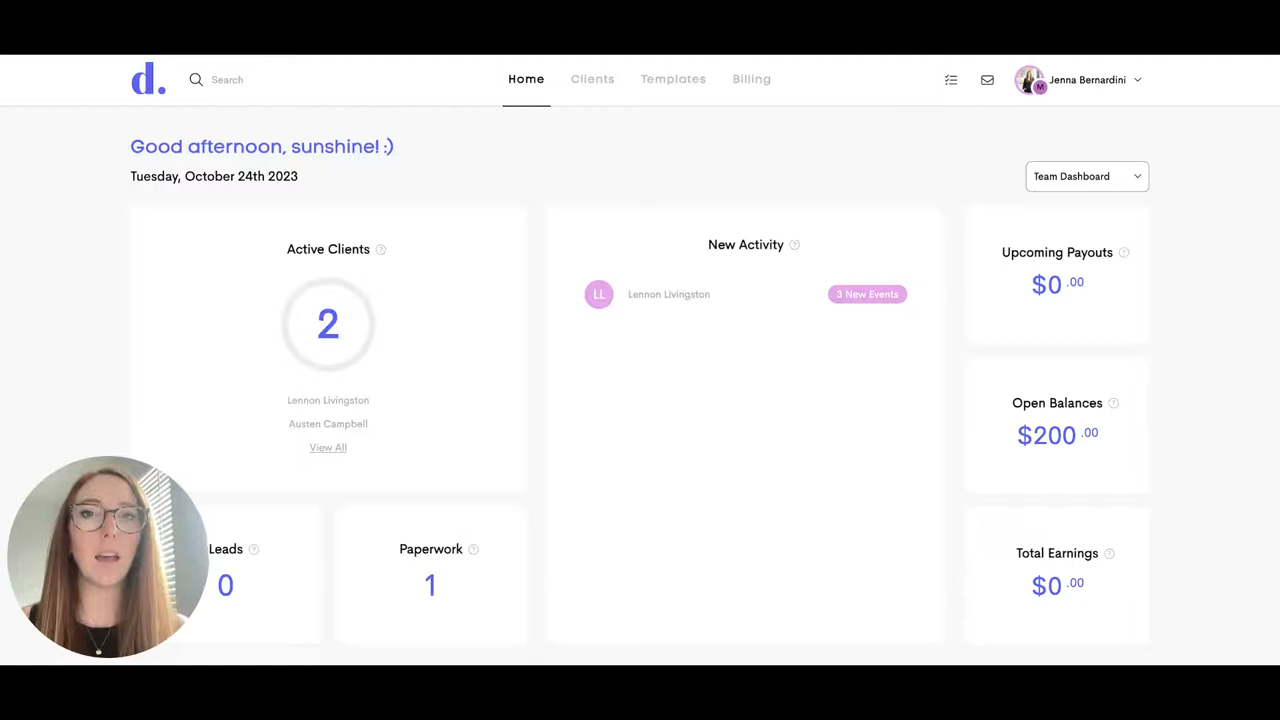 d.
Search
Home
Clients
Templates
Billing
M
Jenna Bernardini
Good afternoon, sunshine! :)
Tuesday, October 24th 2023
Team Dashboard
Active Clients ?
2
Lennon Livingston
Austen Campbell
View All
New Activity ?
LL
Lennon Livingston
3 New Events
Upcoming Payouts ?
$0 .00
Open Balances ?
$200 .00
Leads ?
0
Paperwork ?
1
Total Earnings ?
$0 .00